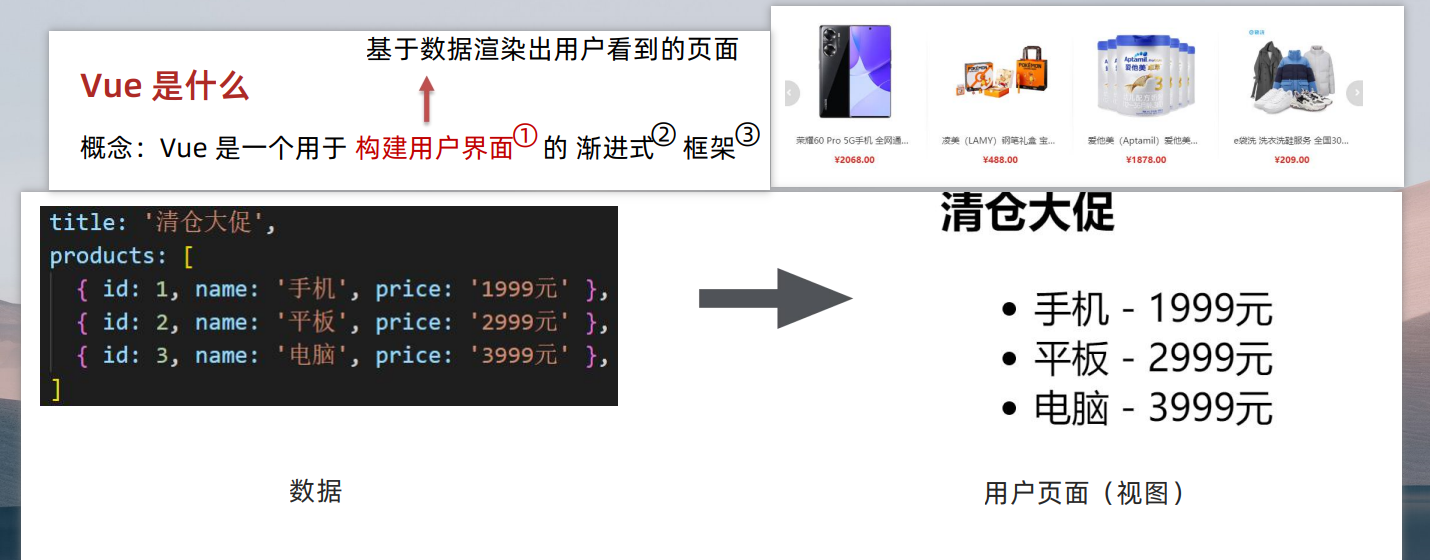 基于数据渲染出用户看到的页面
Vue 是什么
概念：Vue 是一个用于 构建用户界面① 的 渐进式② 框架③
Aptamil
爱他美
POKEMON
e袋洗
荣耀60 Pro 5G手机 全网通...
凌美（LAMY）钢笔礼盒 宝...
爱他美（Aptamil）爱他美...
e袋洗 洗衣洗鞋服务 全国30...
¥2068.00
¥488.00
¥1878.00
¥209.00
title: '清仓大促',
products: [
{ id: 1, name: '手机', price: '1999元' },
{ id: 2, name: '平板', price: '2999元' },
{ id: 3, name: '电脑', price: '3999元' },
]
数据
清仓大促
• 手机 - 1999元
• 平板 - 2999元
• 电脑 - 3999元
用户页面（视图）